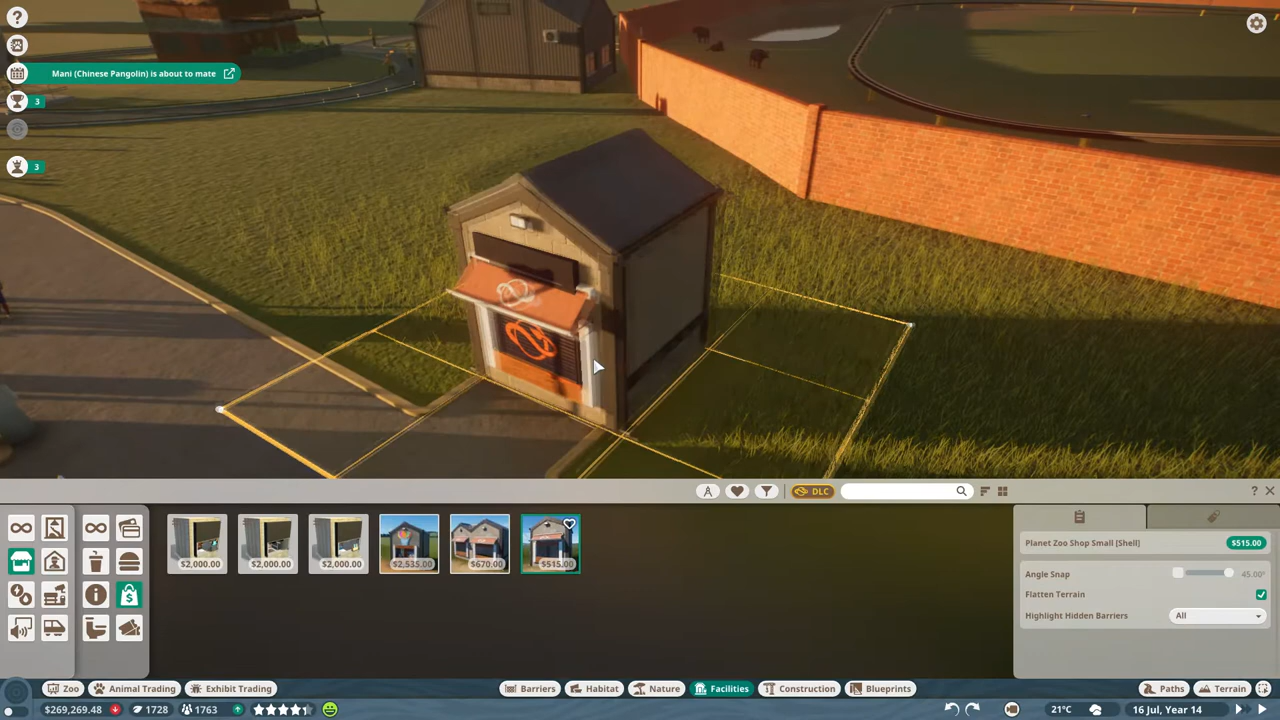 ?
Mani (Chinese Pangolin) is about to mate
3
3
DLC
?
$2,000.00
$2,000.00
$2,000.00
$2,535.00
$670.00
$515.00
Planet Zoo Shop Small [Shell]
$515.00
Angle Snap
45.00°
Flatten Terrain
Highlight Hidden Barriers
All
Zoo
Animal Trading
Exhibit Trading
Barriers
Habitat
Nature
Facilities
Construction
Blueprints
Paths
Terrain
$269,269.48
1728
1763
21°C
16 Jul, Year 14